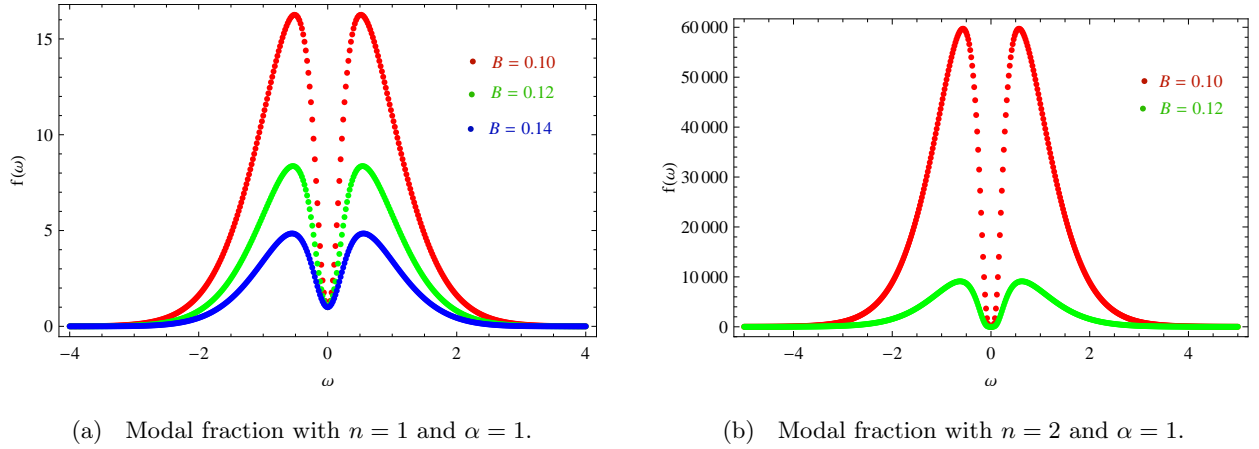 15
10
5
0
f(ω)
B = 0.10
B = 0.12
B = 0.14
−4 −2 0 2 4
ω
(a) Modal fraction with n = 1 and α = 1.
60 000
50 000
40 000
30 000
20 000
10 000
0
f(ω)
B = 0.10
B = 0.12
−4 −2 0 2 4
ω
(b) Modal fraction with n = 2 and α = 1.